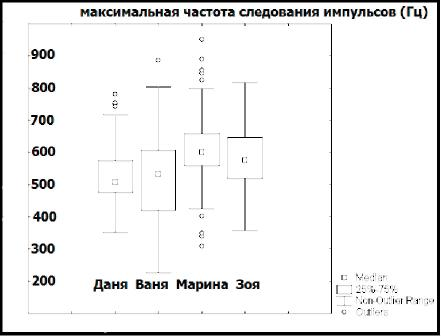 максимальная частота следования импульсов (Гц)
900
800
700
600
500
400
300
200
Даня Ваня Марина Зоя
Median
25%-75%
Non-Outlier Range
Outliers